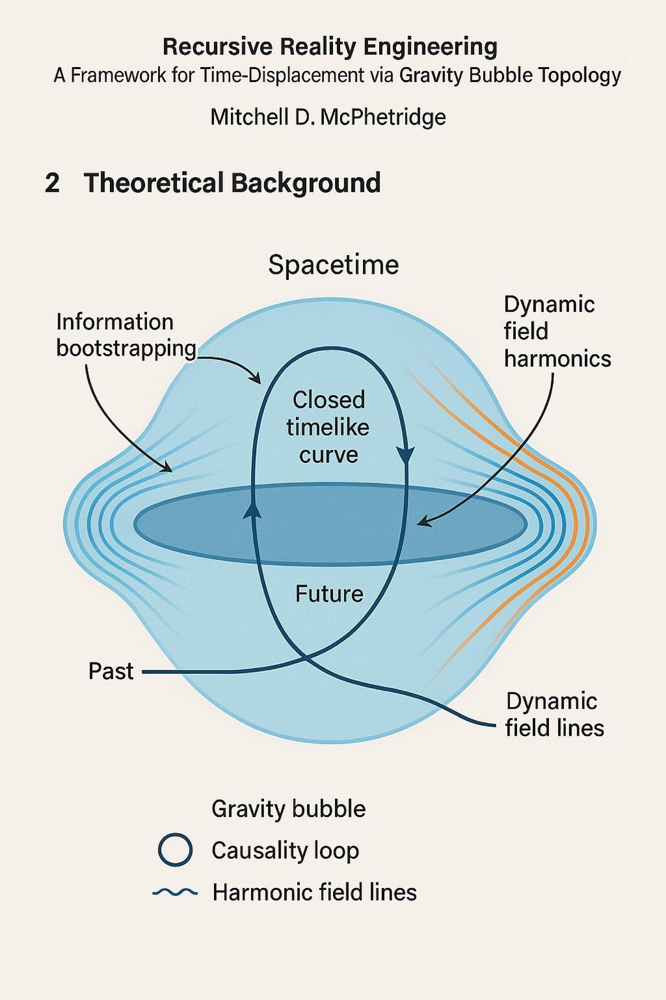 Recursive Reality Engineering
A Framework for Time-Displacement via Gravity Bubble Topology
Mitchell D. McPhetridge
2 Theoretical Background
Spacetime
Information
bootstrapping
Dynamic
field
harmonics
Closed
timelike
curve
Future
Past
Dynamic
field lines
Gravity bubble
Causality loop
Harmonic field lines